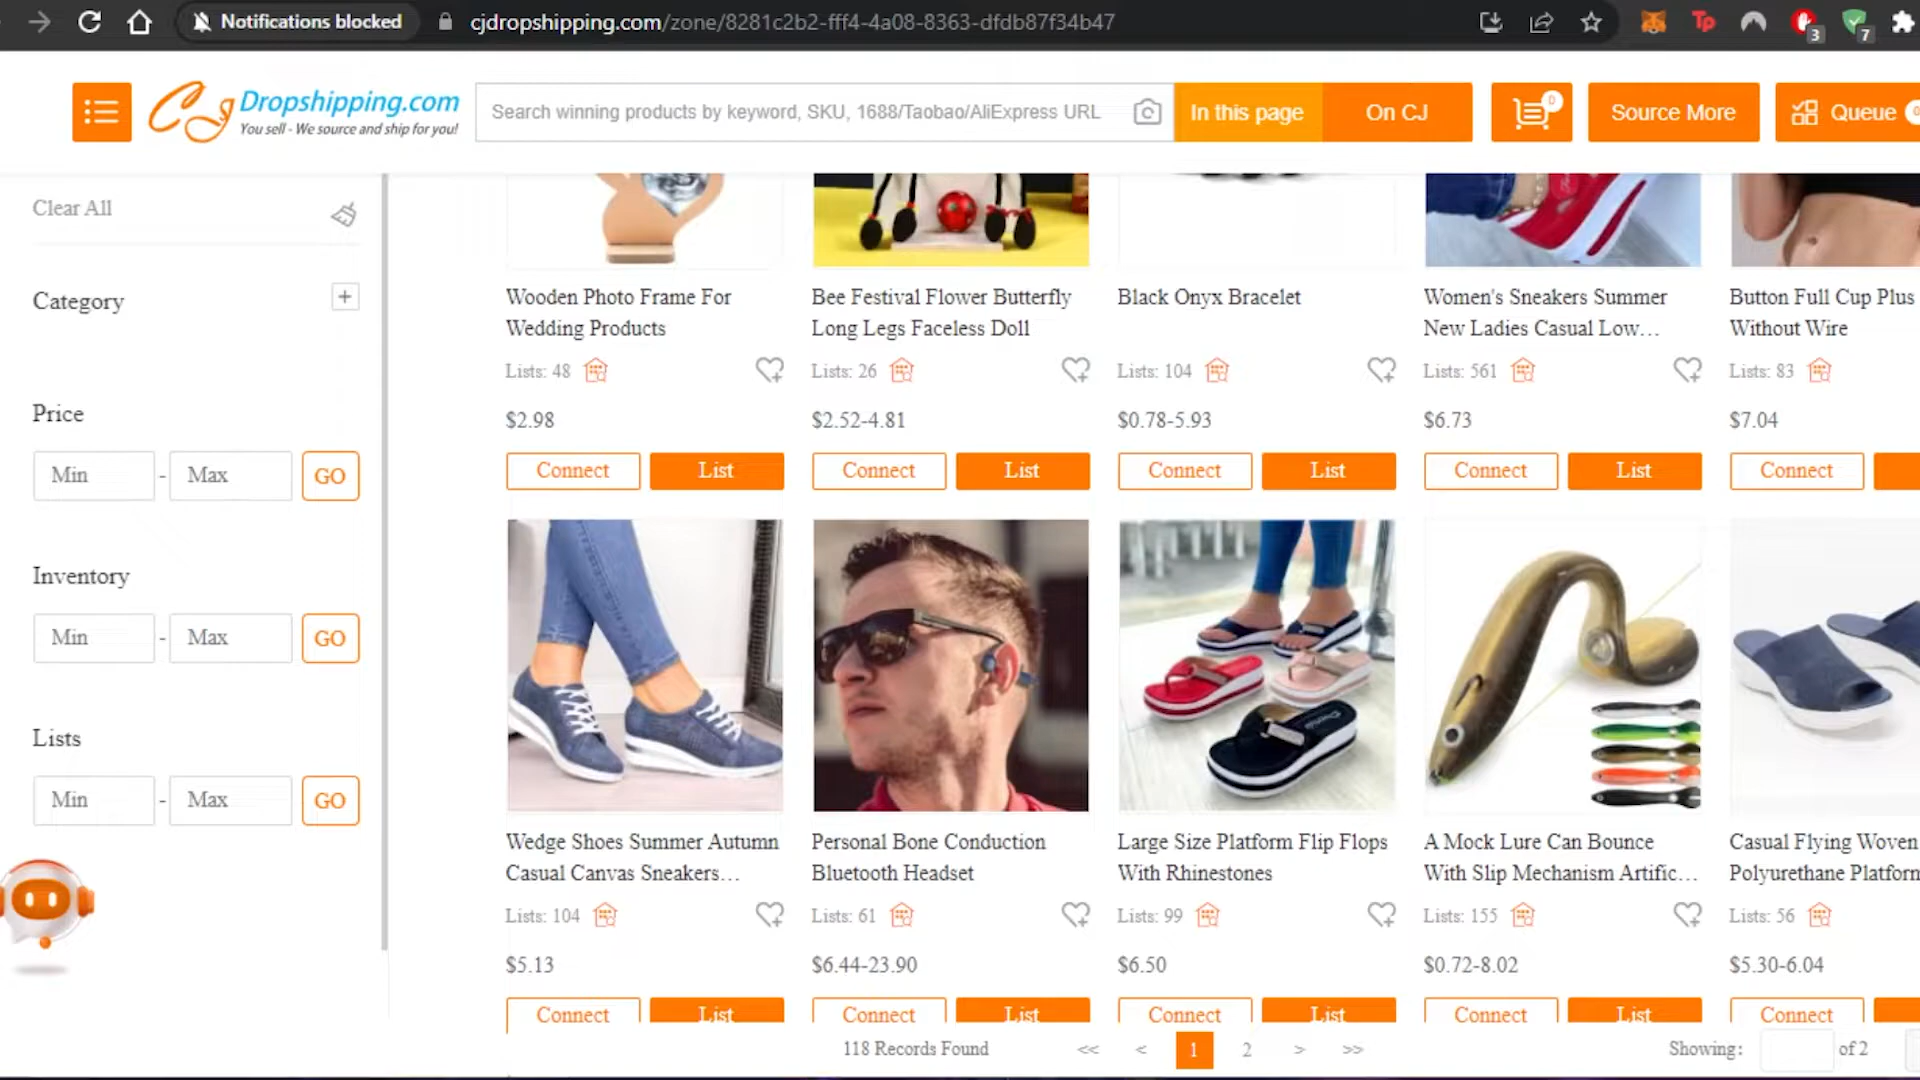 Notifications blocked
cjdropshipping.com/zone/8281c2b2-fff4-4a08-8363-dfdb87f34b47
3
7
CJ Dropshipping.com
You sell - We source and ship for you!
Search winning products by keyword, SKU, 1688/Taobao/AliExpress URL
In this page
On CJ
0
Source More
Queue
Clear All
Category
Price
Min - Max GO
Inventory
Min - Max GO
Lists
Min - Max GO
Wooden Photo Frame For
Wedding Products
Lists: 48
$2.98
Connect List
Bee Festival Flower Butterfly
Long Legs Faceless Doll
Lists: 26
$2.52-4.81
Connect List
Black Onyx Bracelet
Lists: 104
$0.78-5.93
Connect List
Women's Sneakers Summer
New Ladies Casual Low…
Lists: 561
$6.73
Connect List
Button Full Cup Plus
Without Wire
Lists: 83
$7.04
Connect
Wedge Shoes Summer Autumn
Casual Canvas Sneakers…
Lists: 104
$5.13
Connect List
Personal Bone Conduction
Bluetooth Headset
Lists: 61
$6.44-23.90
Connect List
Large Size Platform Flip Flops
With Rhinestones
Lists: 99
$6.50
Connect List
A Mock Lure Can Bounce
With Slip Mechanism Artific…
Lists: 155
$0.72-8.02
Connect List
Casual Flying Woven
Polyurethane Platform
Lists: 56
$5.30-6.04
Connect
118 Records Found << < 1 2 > >> Showing: of 2